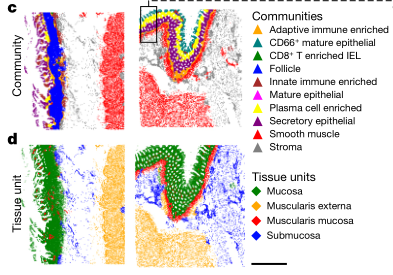 c
Community
Communities
Adaptive immune enriched
CD66⁺ mature epithelial
CD8⁺ T enriched IEL
Follicle
Innate immune enriched
Mature epithelial
Plasma cell enriched
Secretory epithelial
Smooth muscle
Stroma
d
Tissue unit
Tissue units
Mucosa
Muscularis externa
Muscularis mucosa
Submucosa